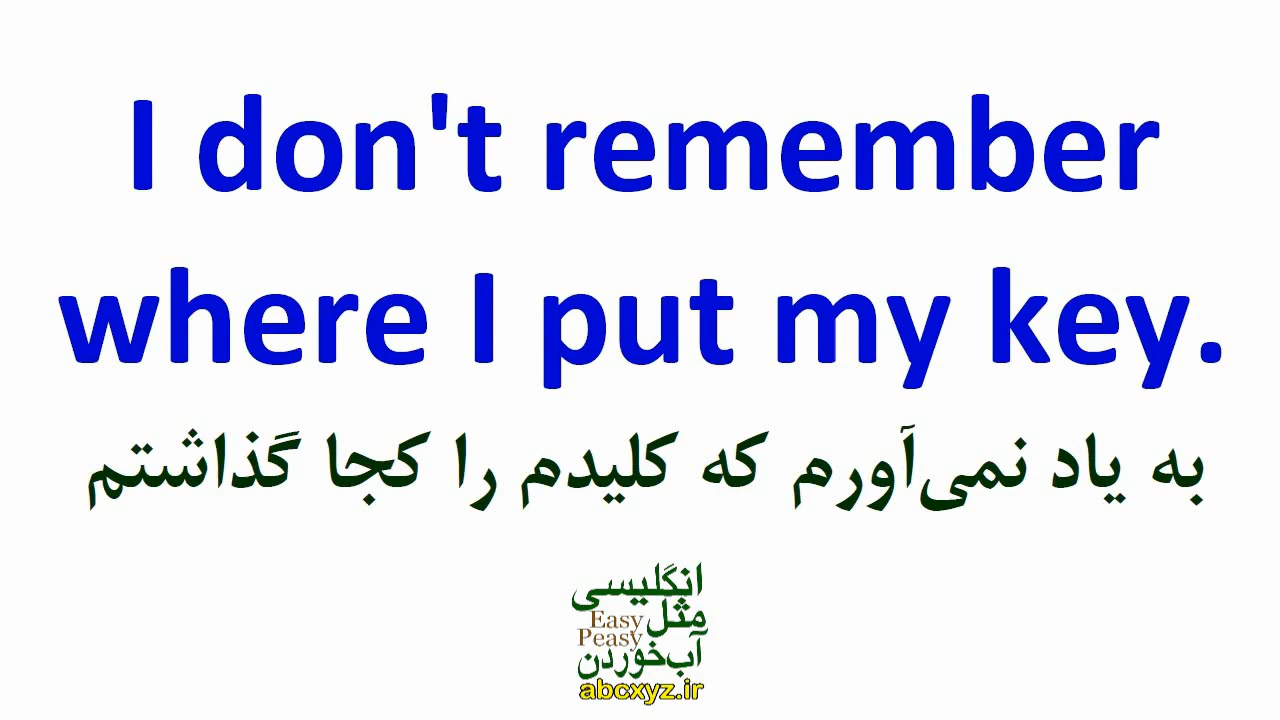 I don't remember
where I put my key.
به یاد نمی‌آورم که کلیدم را کجا گذاشتم
انگلیسی
مثل
Easy
Peasy
آب‌خوردن
abcxyz.ir